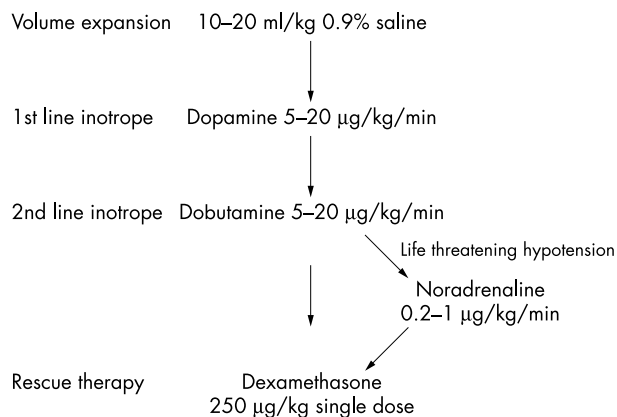 Volume expansion 10–20 ml/kg 0.9% saline
1st line inotrope Dopamine 5–20 μg/kg/min
2nd line inotrope Dobutamine 5–20 μg/kg/min
Life threatening hypotension
Noradrenaline
0.2–1 μg/kg/min
Rescue therapy Dexamethasone
250 μg/kg single dose